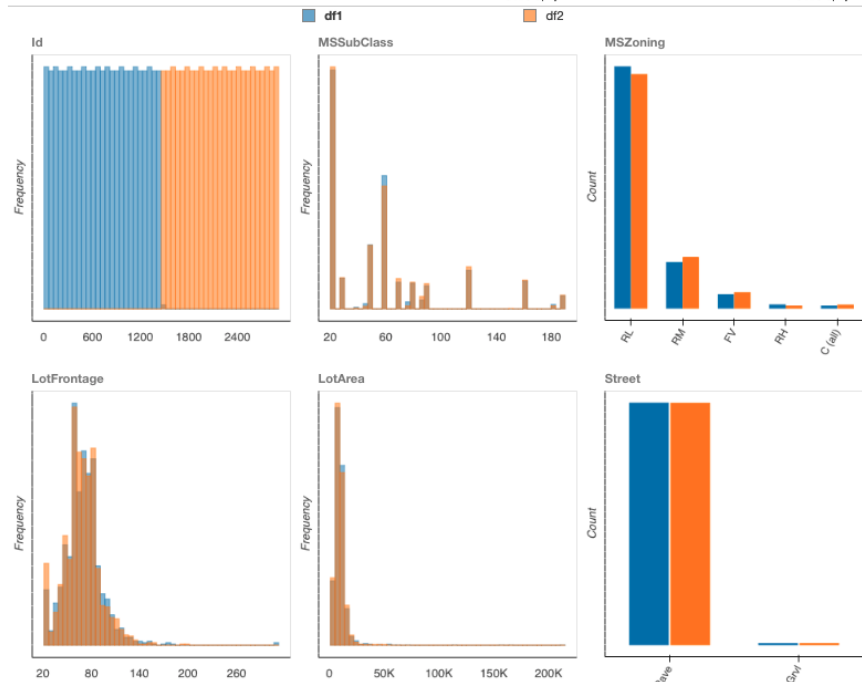 df1 df2
Id MSSubClass MSZoning
Frequency Frequency Count
0 600 1200 1800 2400
20 60 100 140 180
RL RM FV RH C (all)
LotFrontage LotArea Street
Frequency Frequency Count
20 80 140 200 260
0 50K 100K 150K 200K
Grvl